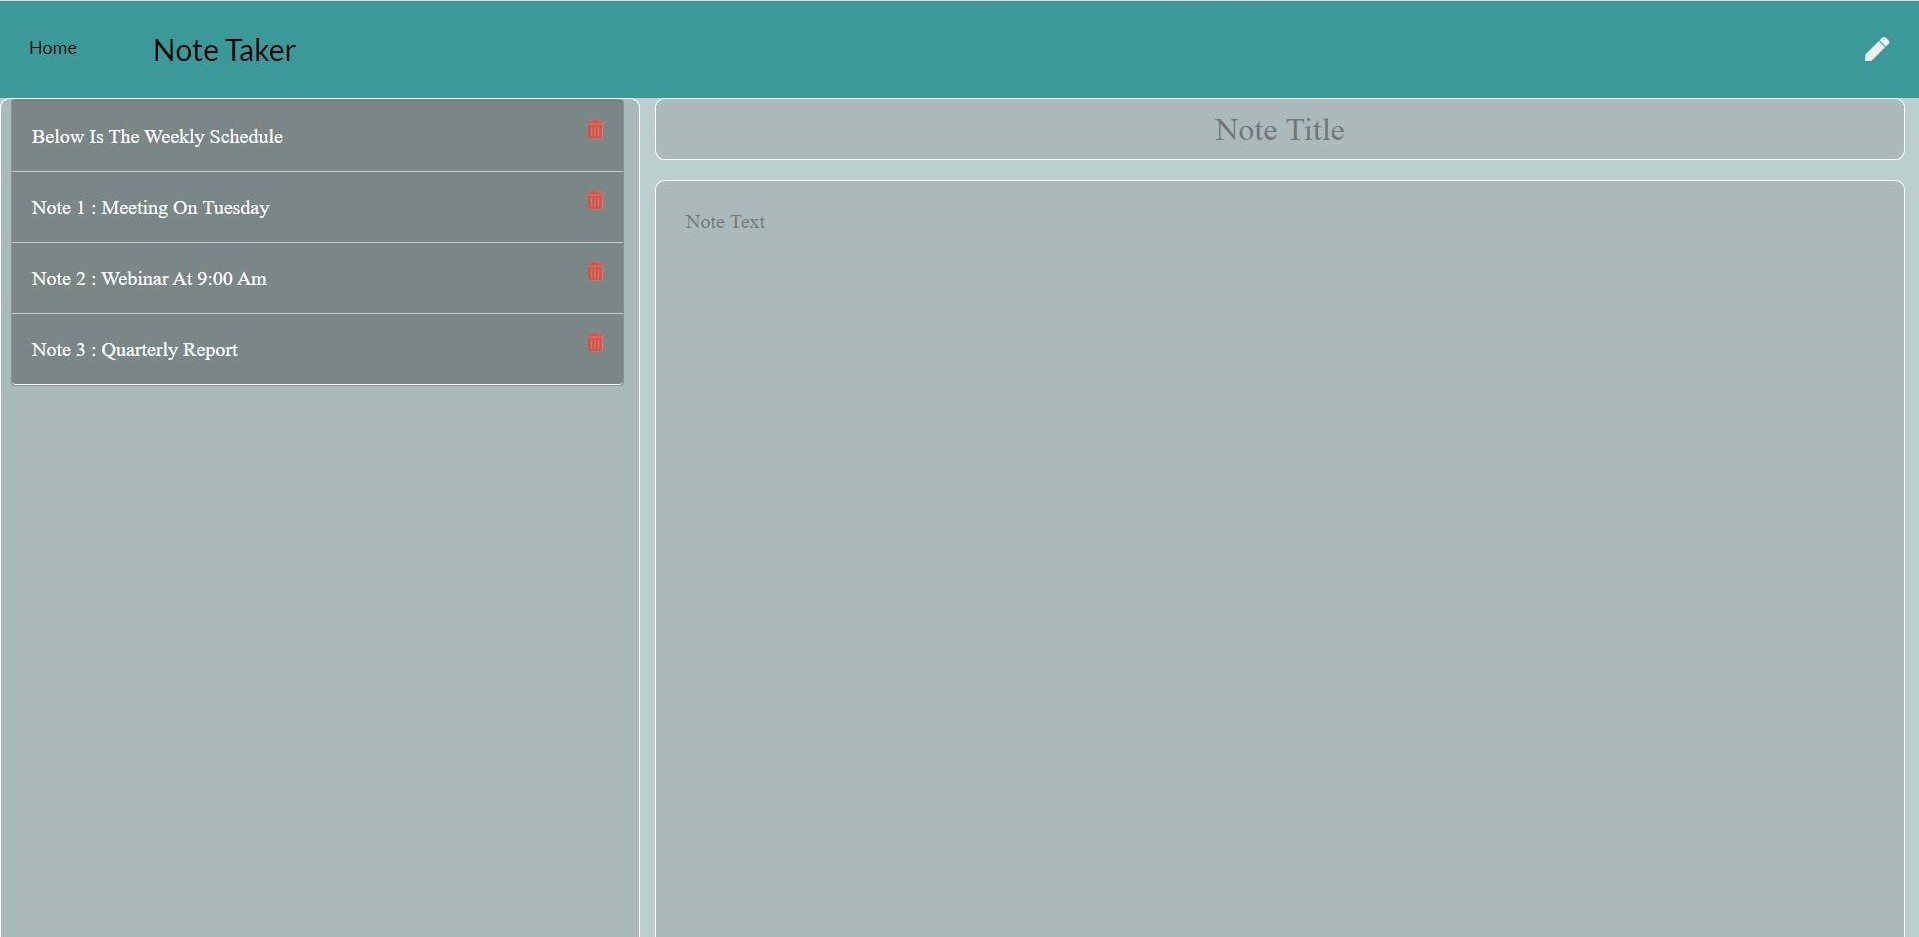 Home
Note Taker
Below Is The Weekly Schedule
Note 1 : Meeting On Tuesday
Note 2 : Webinar At 9:00 Am
Note 3 : Quarterly Report
Note Title
Note Text